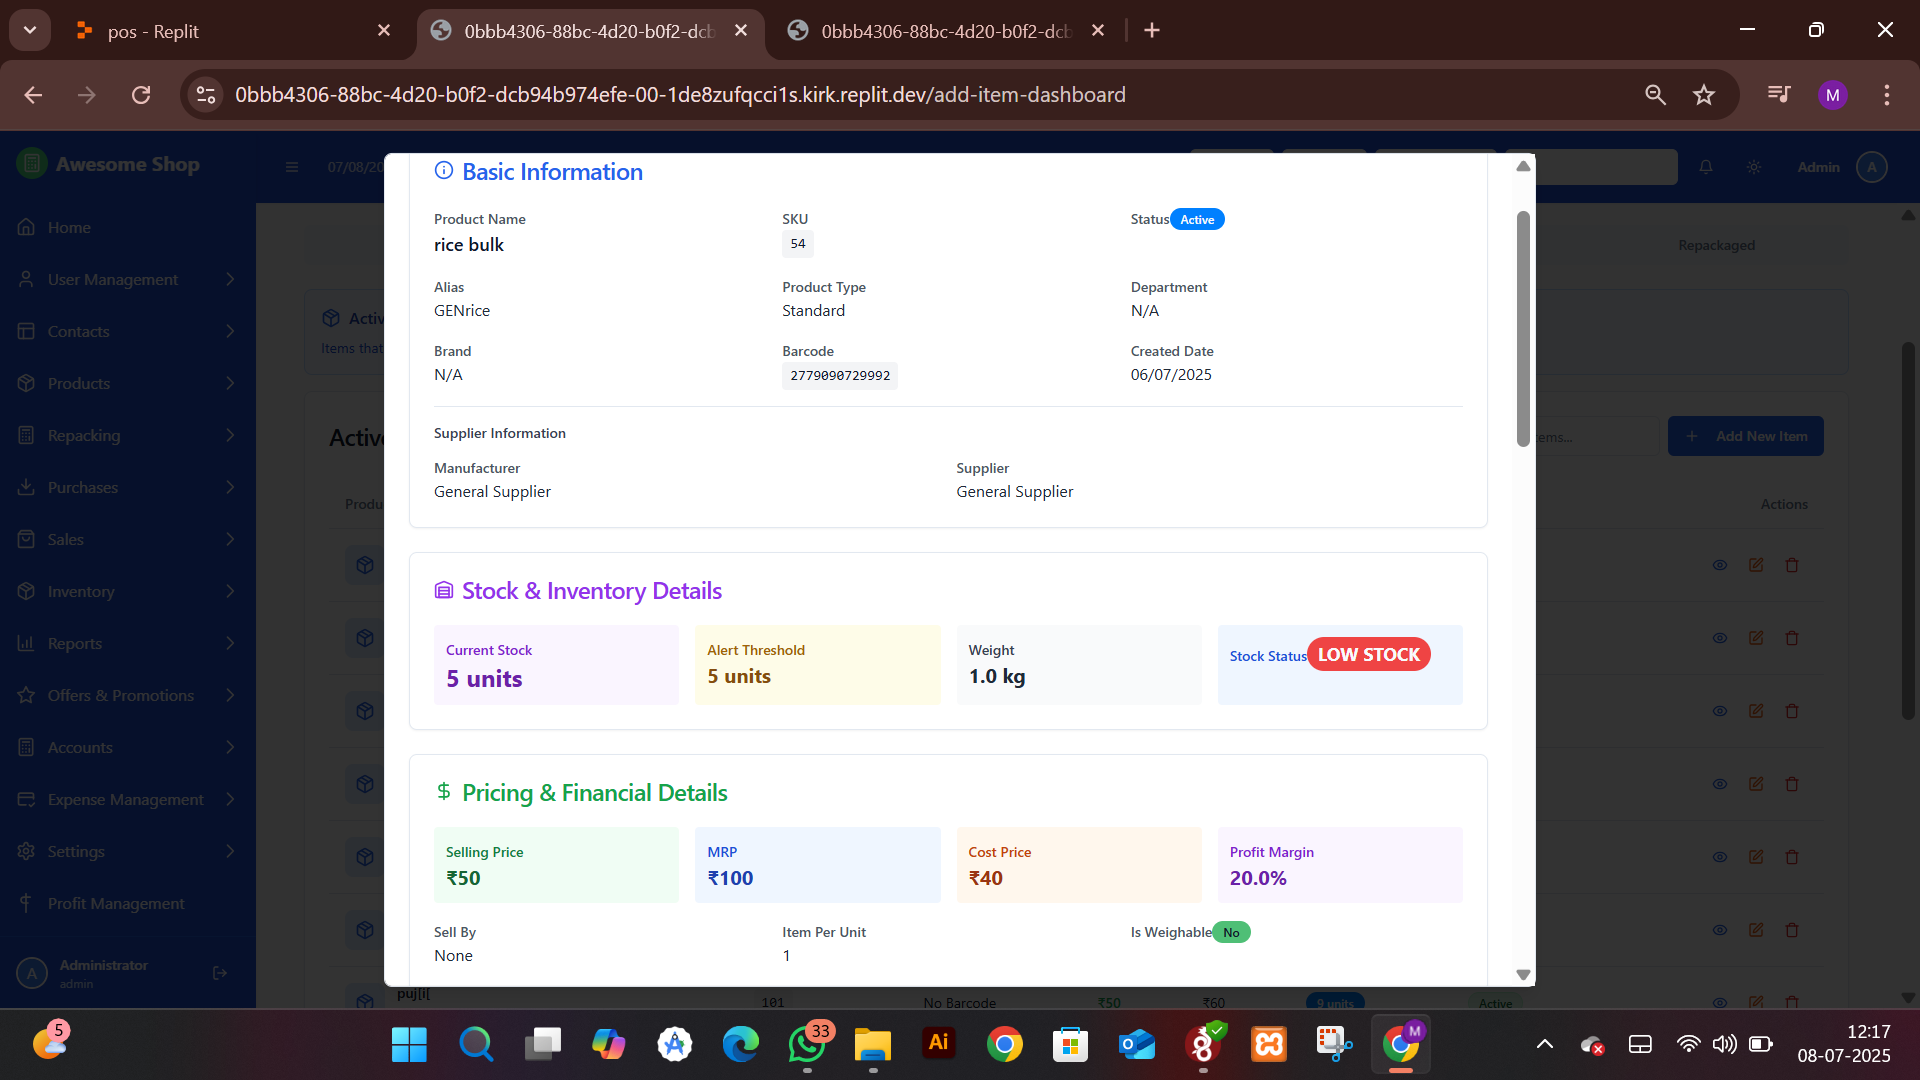 pos - Replit
0bbb4306-88bc-4d20-b0f2-dcb
0bbb4306-88bc-4d20-b0f2-dcb
0bbb4306-88bc-4d20-b0f2-dcb94b974efe-00-1de8zufqcci1s.kirk.replit.dev/add-item-dashboard
M
Awesome Shop
07/08/20
Admin
A
Home
User Management
Contacts
Products
Repacking
Purchases
Sales
Inventory
Reports
Offers & Promotions
Accounts
Expense Management
Settings
Profit Management
A
Administrator
admin
Repackaged
Activ
Items that
Active
ems...
Add New Item
Produ
Actions
Basic Information
Product Name
rice bulk
SKU
54
Status Active
Alias
GENrice
Product Type
Standard
Department
N/A
Brand
N/A
Barcode
2779090729992
Created Date
06/07/2025
Supplier Information
Manufacturer
General Supplier
Supplier
General Supplier
Stock & Inventory Details
Current Stock
5 units
Alert Threshold
5 units
Weight
1.0 kg
Stock Status LOW STOCK
Pricing & Financial Details
Selling Price
₹50
MRP
₹100
Cost Price
₹40
Profit Margin
20.0%
Sell By
None
Item Per Unit
1
Is Weighable No
puj[i[
101
No Barcode
₹50
₹60
9 units
Active
5
33
Ai
M
12:17
08-07-2025